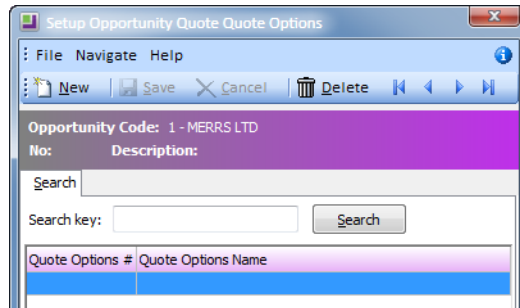 Setup Opportunity Quote Quote Options
File Navigate Help
New Save Cancel Delete
Opportunity Code: 1 - MERRS LTD
No: Description:
Search
Search key: Search
Quote Options # Quote Options Name